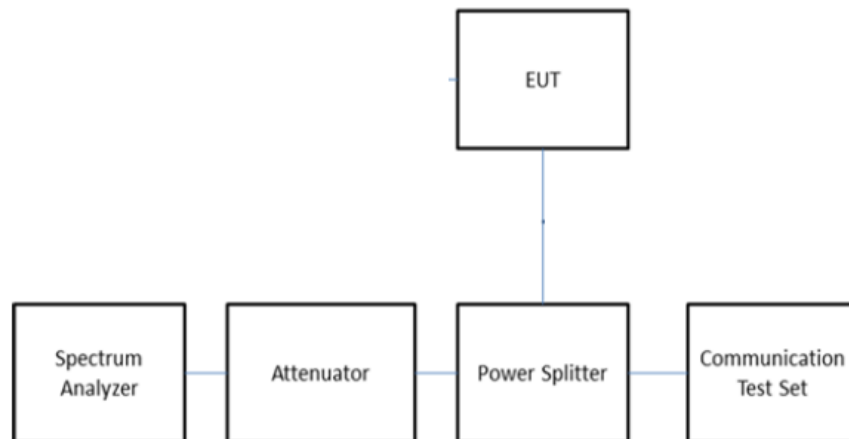 EUT
Spectrum
Analyzer
Attenuator
Power Splitter
Communication
Test Set